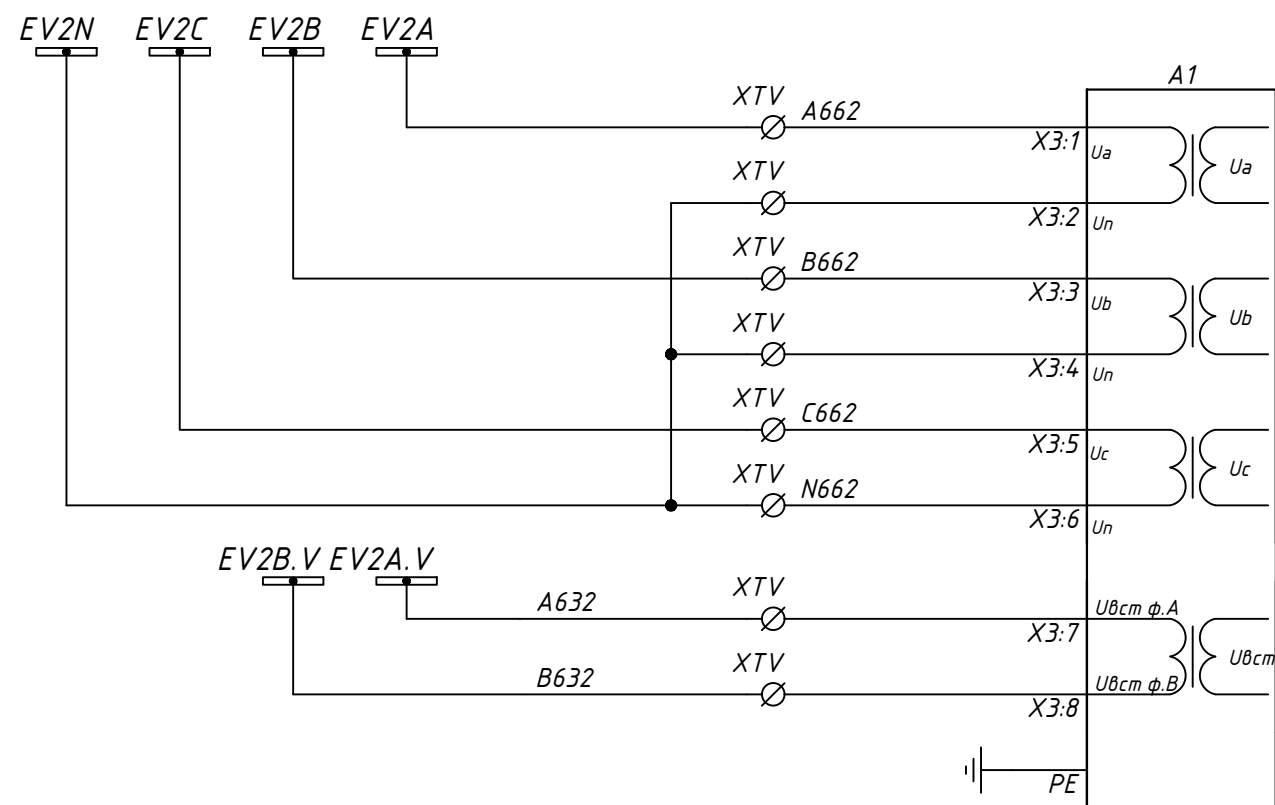 EV2N EV2C EV2B EV2A
A1
XTV A662
X3:1 Ua Ua
XTV
X3:2 Un
XTV B662
X3:3 Ub Ub
XTV
X3:4 Un
XTV C662
X3:5 Uc Uc
XTV N662
X3:6 Un
EV2B.V EV2A.V
A632 XTV Uвст ф.A
X3:7
Uвст
B632 XTV Uвст ф.B
X3:8
PE